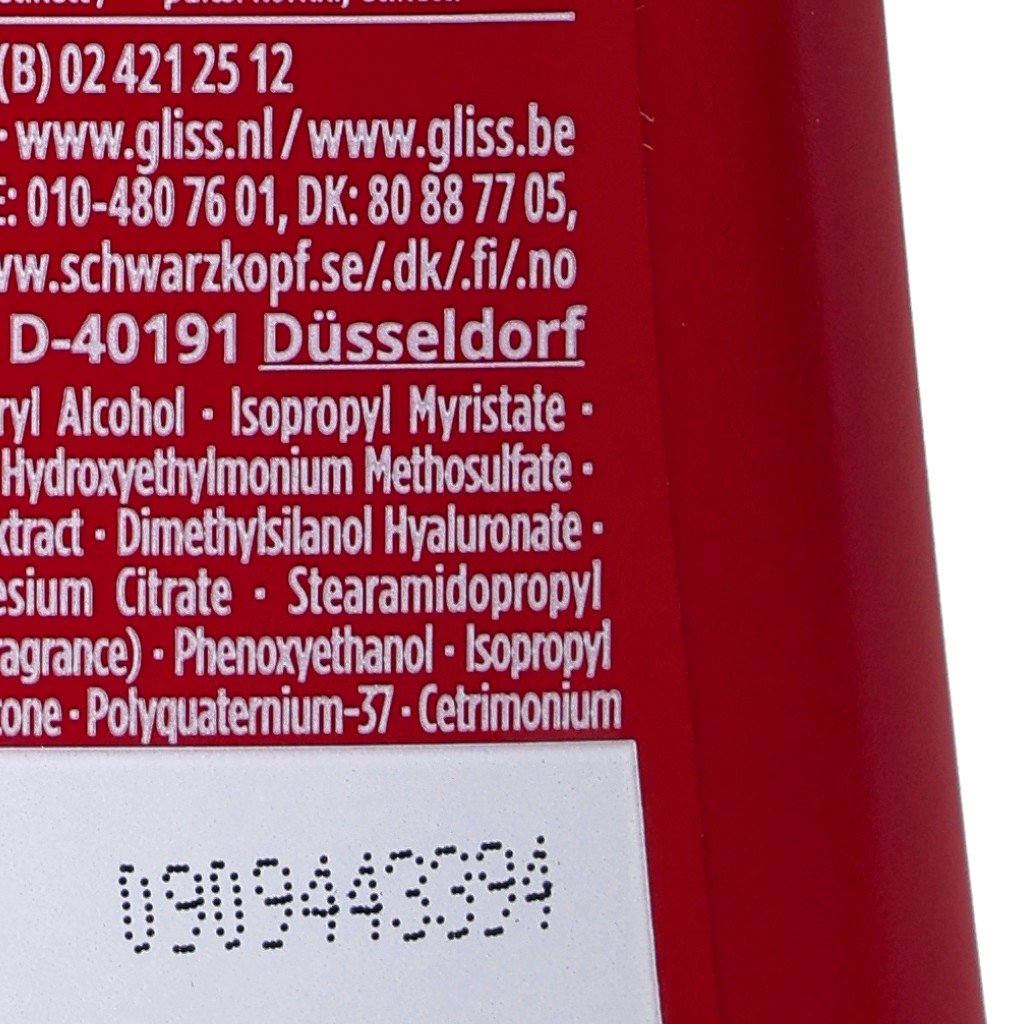 (B) 02 421 25 12
www.gliss.nl / www.gliss.be
E: 010-480 76 01, DK: 80 88 77 05,
ww.schwarzkopf.se/.dk/.fi/.no
D-40191 Düsseldorf
ryl Alcohol · Isopropyl Myristate ·
Hydroxyethylmonium Methosulfate ·
xtract · Dimethylsilanol Hyaluronate ·
esium Citrate · Stearamidopropyl
ragrance) · Phenoxyethanol · Isopropyl
cone · Polyquaternium-37 · Cetrimonium
0909443394